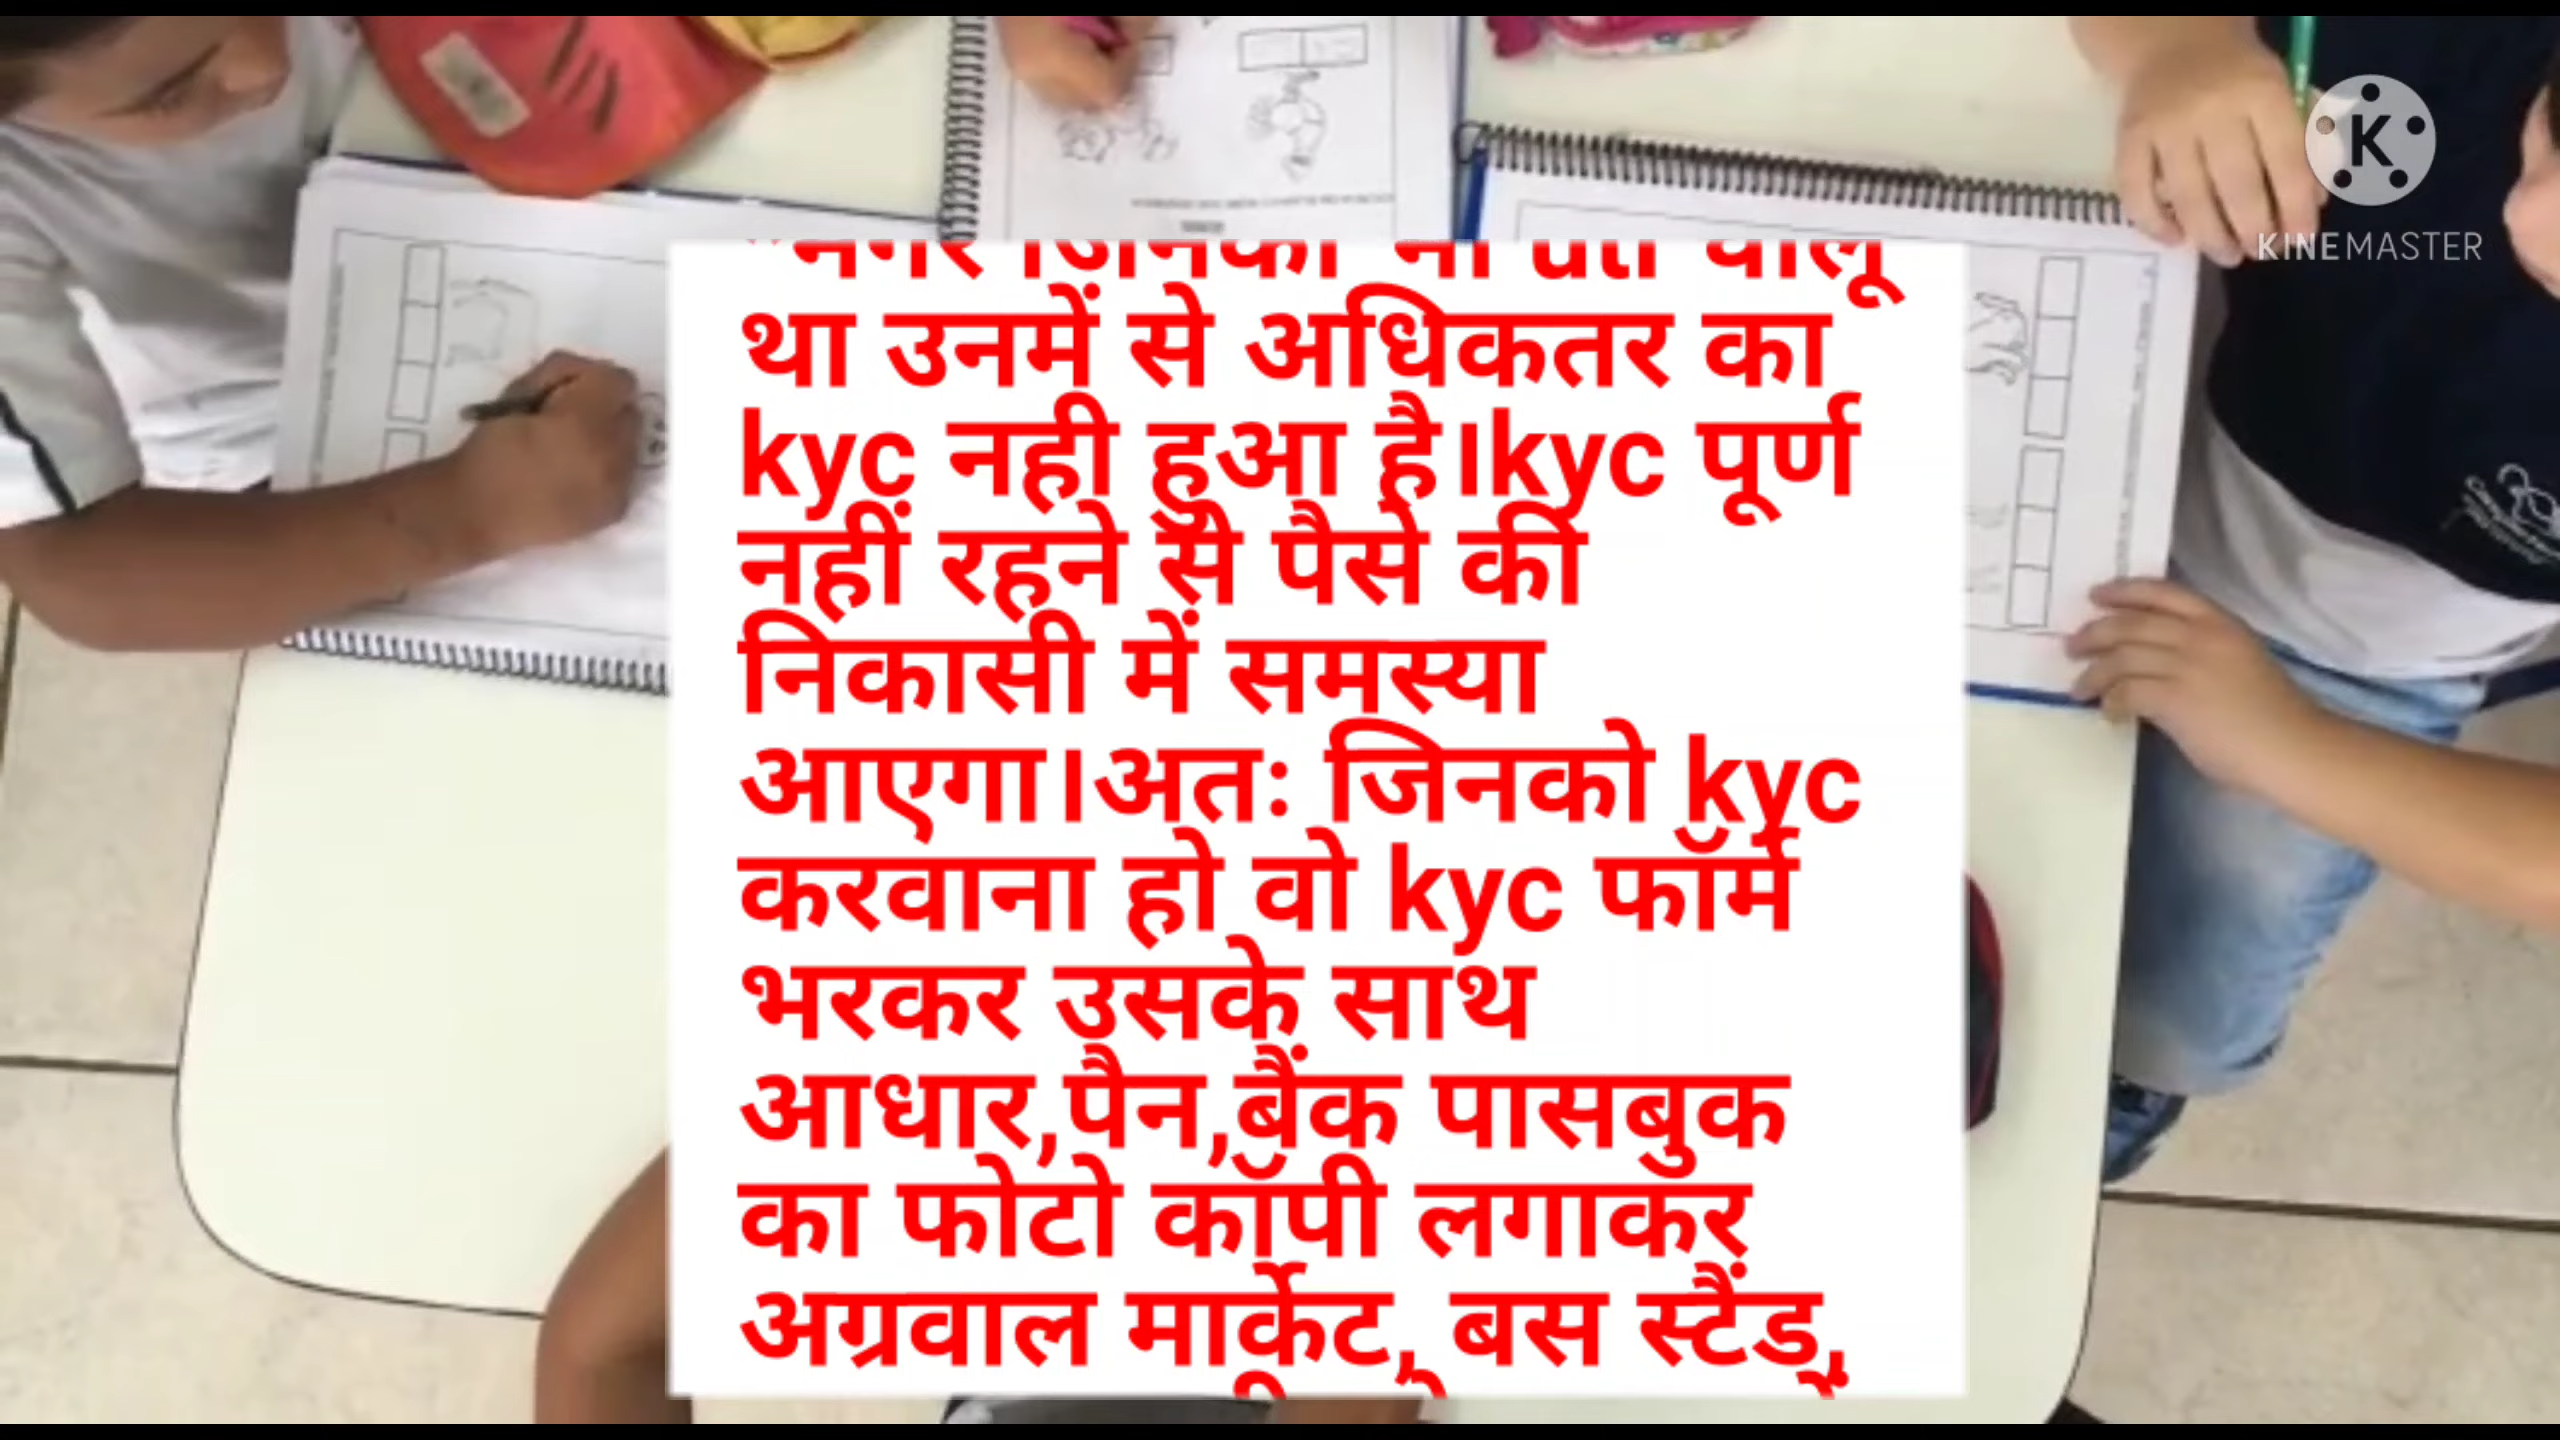 KINEMASTER
uti चालू
था उनमें से अधिकतर का
kyc नही हुआ है।kyc पूर्ण
नहीं रहने से पैसे की
निकासी में समस्या
आएगा।अतः जिनको kyc
करवाना हो वो kyc फॉर्म
भरकर उसके साथ
आधार,पैन,बैंक पासबुक
का फोटो कॉपी लगाकर
अग्रवाल मार्केट, बस स्टैंड,